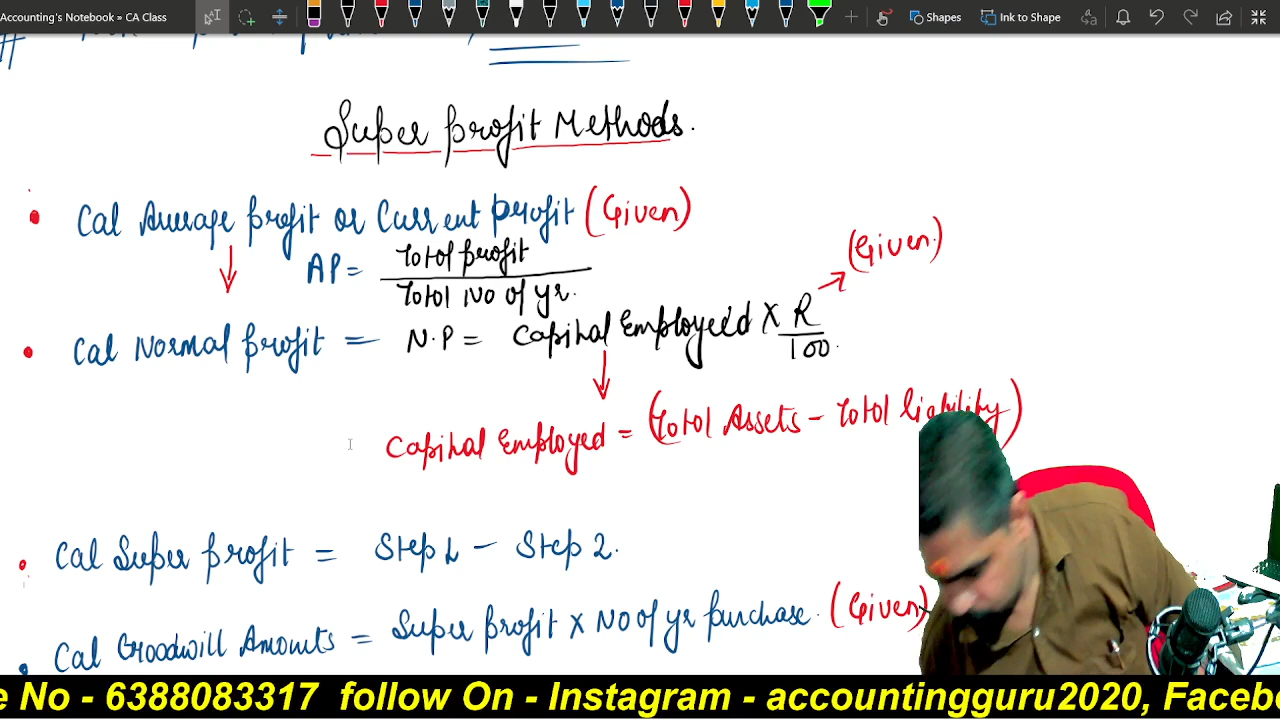 Accounting's Notebook » CA Class
Shapes
Ink to Shape
#
Super profit Methods.
Cal Average profit or Current profit (Given)
AP = Total profit
Total No of yr.
(Given.)
Cal Normal profit = N.P = Capital Employed X R
100
Capital Employed = (Total Assets - Total liability)
Cal Super profit = Step 1 - Step 2.
Cal Goodwill Amounts = Super profit x No of yr purchase. (Given)
e No - 6388083317 follow On - Instagram - accountingguru2020, Facebo